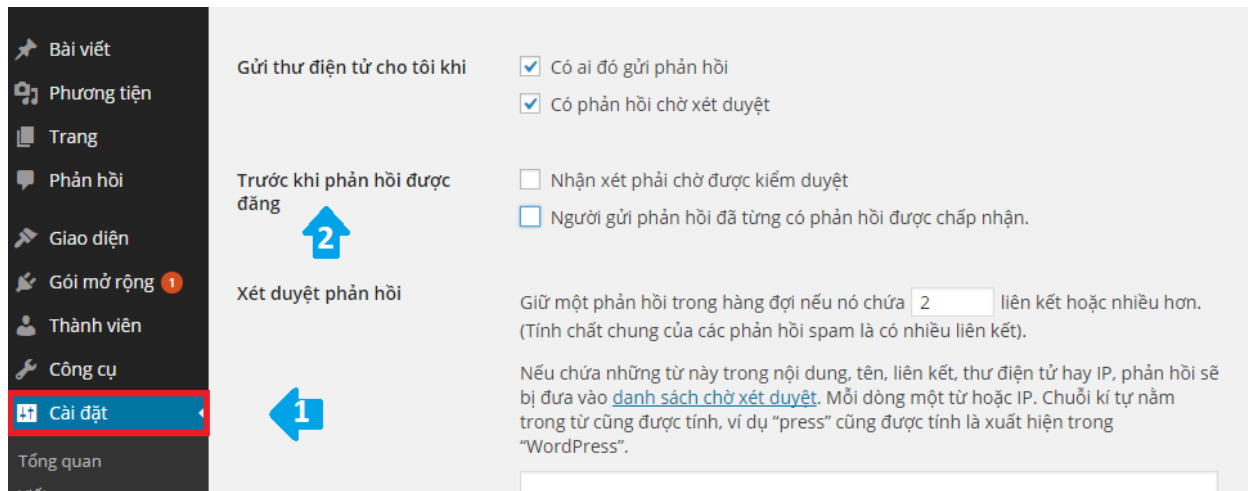 Bài viết
Phương tiện
Trang
Phản hồi
Giao diện
Gói mở rộng 1
Thành viên
Công cụ
Cài đặt
Tổng quan
Viết
Gửi thư điện tử cho tôi khi
Có ai đó gửi phản hồi
Có phản hồi chờ xét duyệt
Trước khi phản hồi được
đăng
Nhận xét phải chờ được kiểm duyệt
Người gửi phản hồi đã từng có phản hồi được chấp nhận.
2
Xét duyệt phản hồi
Giữ một phản hồi trong hàng đợi nếu nó chứa 2 liên kết hoặc nhiều hơn.
(Tính chất chung của các phản hồi spam là có nhiều liên kết).
Nếu chứa những từ này trong nội dung, tên, liên kết, thư điện tử hay IP, phản hồi sẽ
bị đưa vào danh sách chờ xét duyệt. Mỗi dòng một từ hoặc IP. Chuỗi kí tự nằm
trong từ cũng được tính, ví dụ “press” cũng được tính là xuất hiện trong
“WordPress”.
1